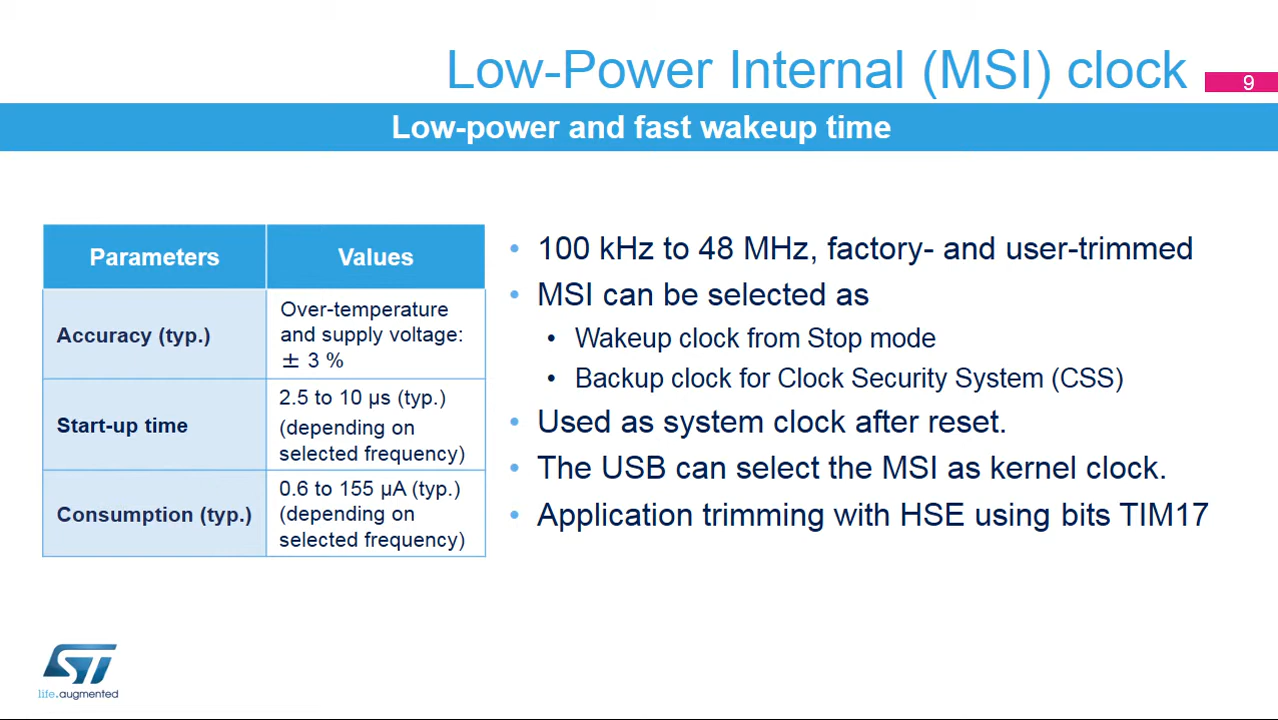 Low-Power Internal (MSI) clock
9
Low-power and fast wakeup time
Parameters
Values
Accuracy (typ.)
Over-temperature
and supply voltage:
± 3 %
Start-up time
2.5 to 10 µs (typ.)
(depending on
selected frequency)
Consumption (typ.)
0.6 to 155 µA (typ.)
(depending on
selected frequency)
• 100 kHz to 48 MHz, factory- and user-trimmed
• MSI can be selected as
• Wakeup clock from Stop mode
• Backup clock for Clock Security System (CSS)
• Used as system clock after reset.
• The USB can select the MSI as kernel clock.
• Application trimming with HSE using bits TIM17
ST
life.augmented